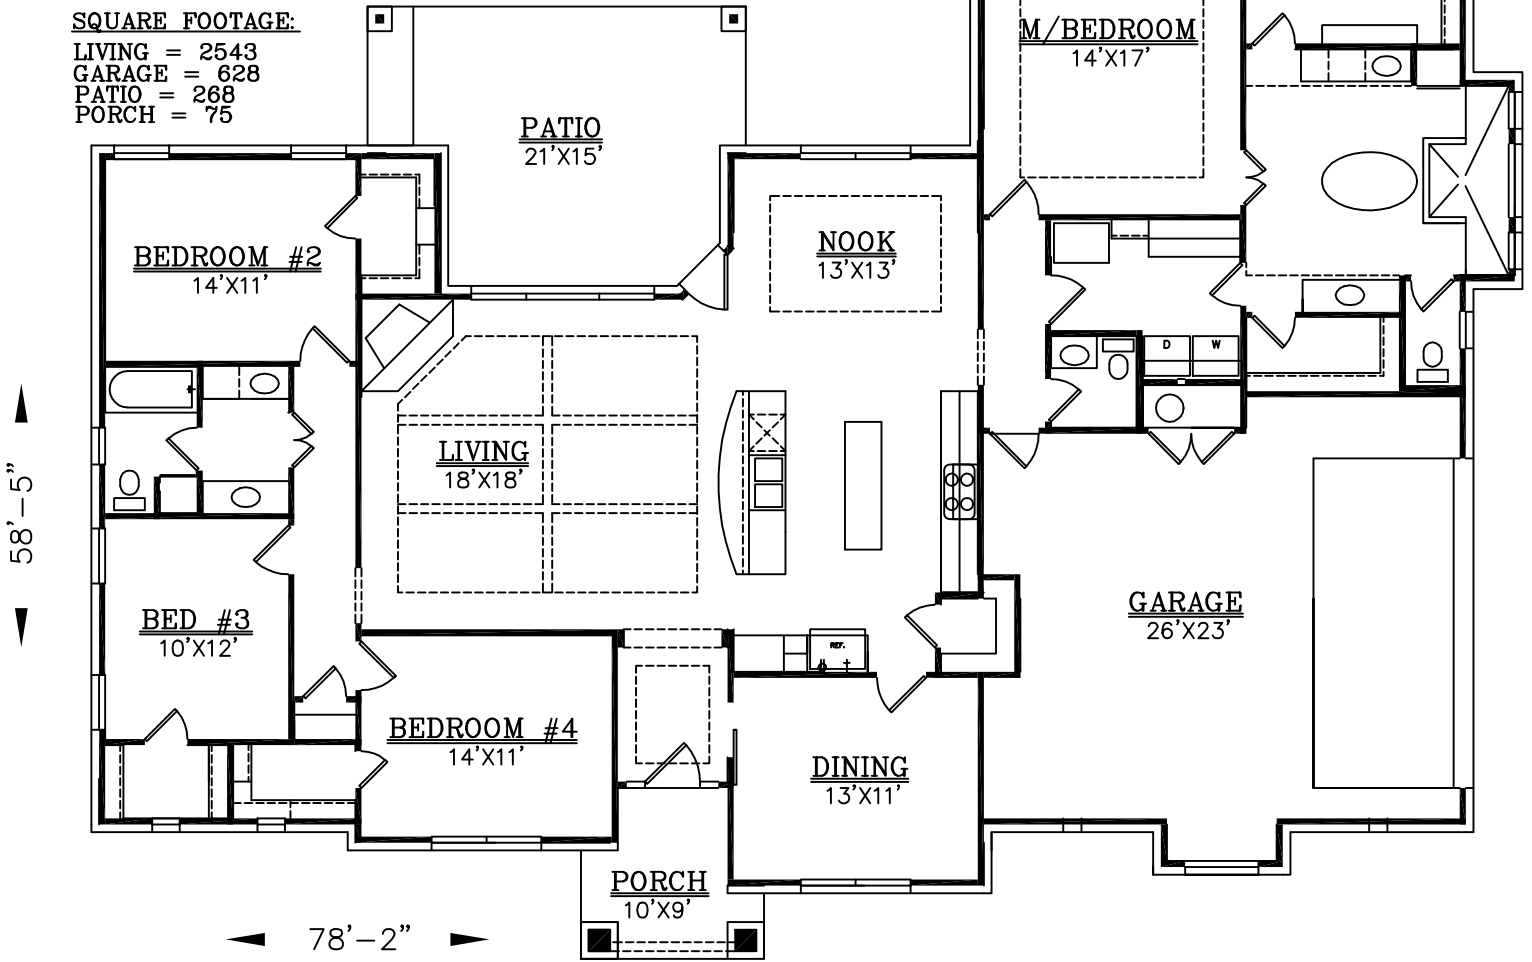 SQUARE FOOTAGE:
LIVING = 2543
GARAGE = 628
PATIO = 268
PORCH = 75
M/BEDROOM
14'X17'
PATIO
21'X15'
NOOK
13'X13'
BEDROOM #2
14'X11'
D
W
LIVING
18'X18'
58'-5"
BED #3
10'X12'
GARAGE
26'X23'
REF.
BEDROOM #4
14'X11'
DINING
13'X11'
PORCH
10'X9'
78'-2"